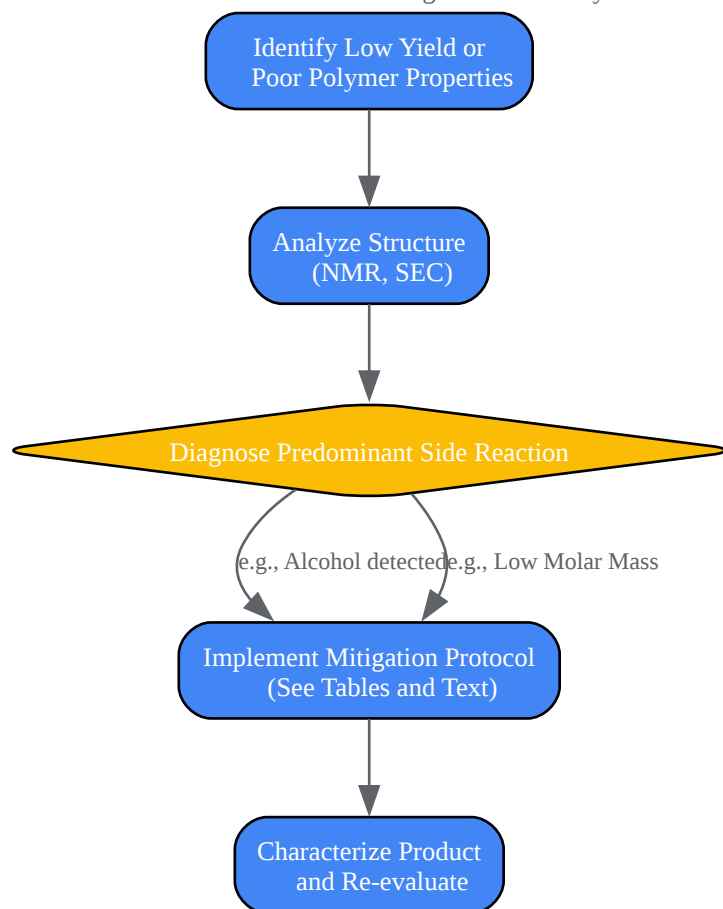 Identify Low Yield or
Poor Polymer Properties
Analyze Structure
(NMR, SEC)
Diagnose Predominant Side Reaction
e.g., Alcohol detected
e.g., Low Molar Mass
Implement Mitigation Protocol
(See Tables and Text)
Characterize Product
and Re-evaluate